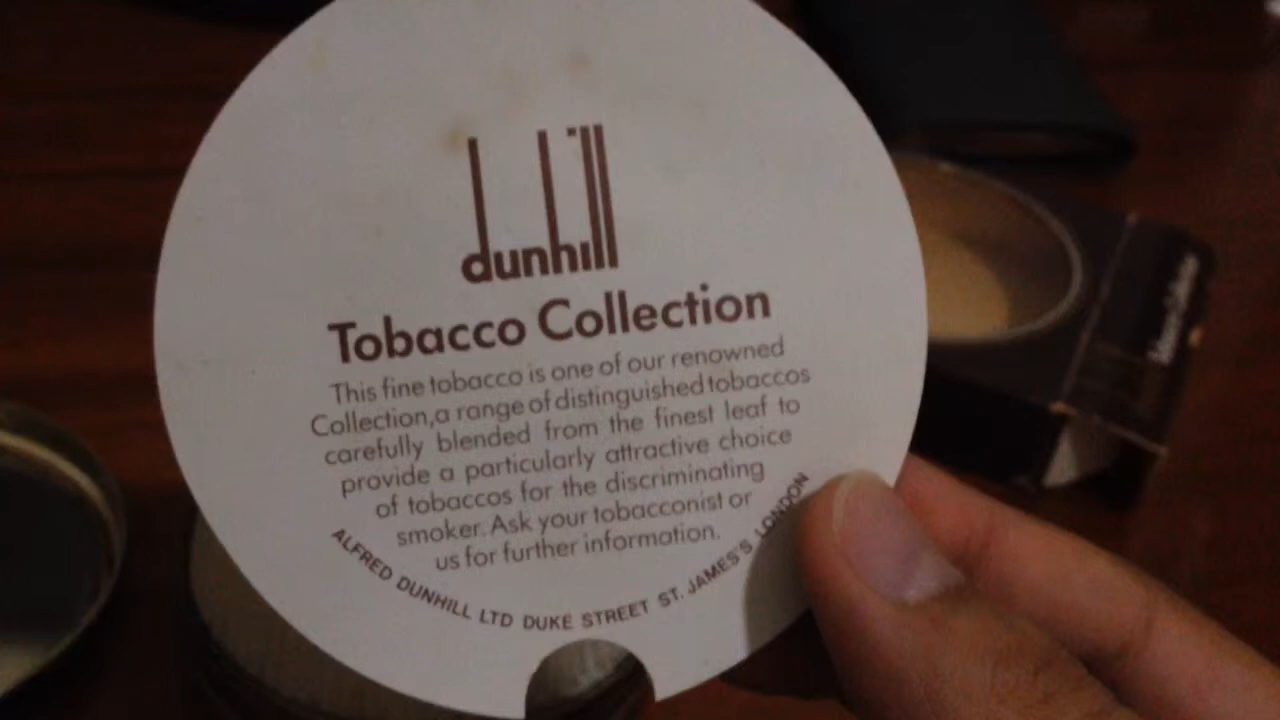 dunhill
Tobacco Collection
This fine tobacco is one of our renowned
Collection, a range of distinguished tobaccos
carefully blended from the finest leaf to
provide a particularly attractive choice
of tobaccos for the discriminating
smoker. Ask your tobacconist or
us for further information.
ALFRED DUNHILL LTD DUKE STREET ST. JAMES'S LONDON